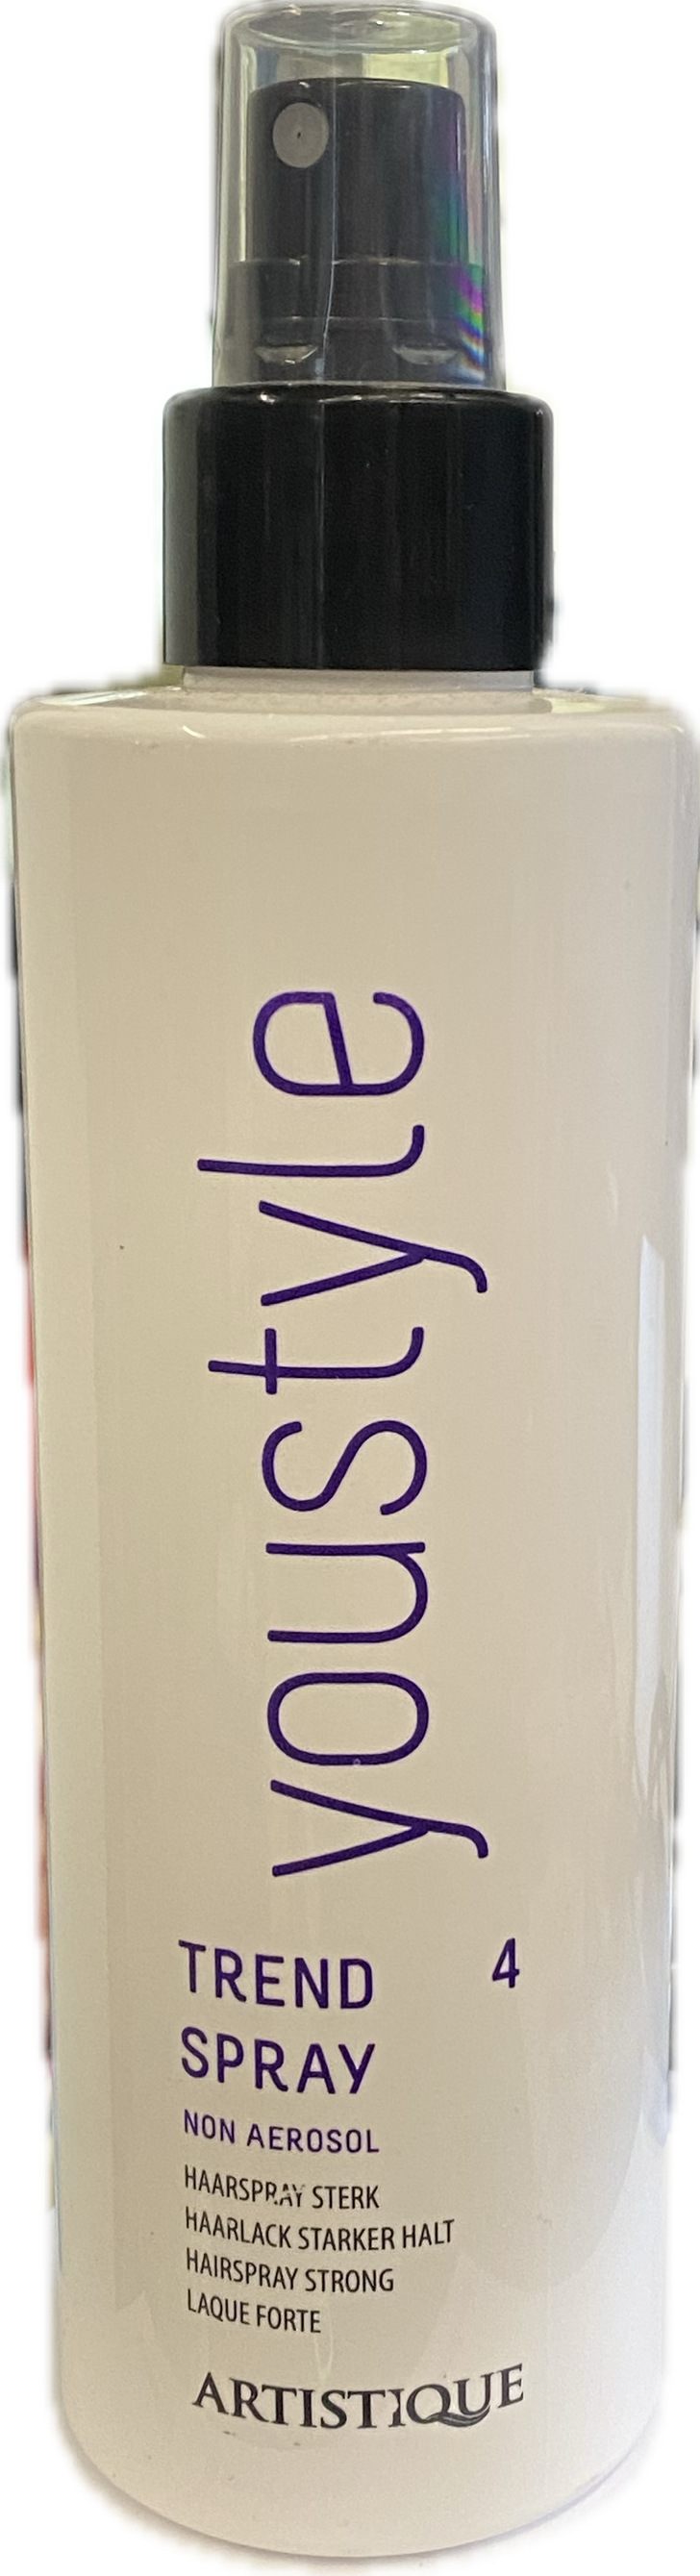 youstyle
TREND 4
SPRAY
NON AEROSOL
HAARSPRAY STERK
HAARLACK STARKER HALT
HAIRSPRAY STRONG
LAQUE FORTE
ARTISTIQUE